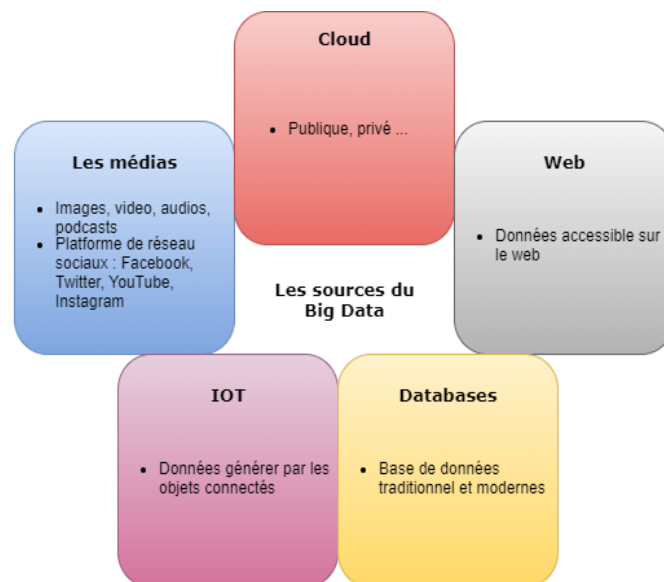 Cloud
• Publique, privé ...
Les médias
• Images, video, audios,
podcasts
• Platforme de réseau
sociaux : Facebook,
Twitter, YouTube,
Instagram
Web
• Données accessible sur
le web
Les sources du
Big Data
IOT
• Données générer par les
objets connectés
Databases
• Base de données
traditionnel et modernes